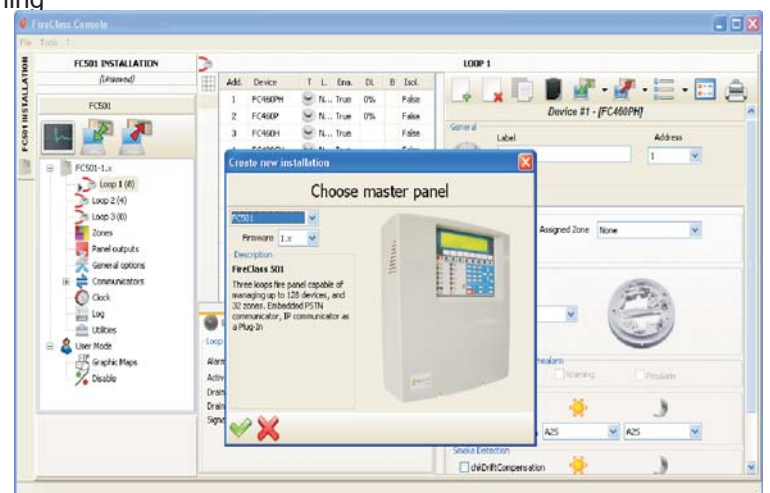 ning
FireClass Console
File Tools ?
FC501 INSTALLATION
FC501 INSTALLATION
(Unsaved)
FC501
FC501-1.x
Loop 1 (8)
Loop 2 (4)
Loop 3 (0)
Zones
Panel outputs
General options
Communicators
Clock
Log
Utilities
User Mode
Graphic Maps
Disable
LOOP 1
Add. Device T L Ena. DL B Isol.
1 FC460PH N... True 0% False
2 FC460P N... True 0% False
3 FC460H N... True False
Loop
Alarm
Activ
Drain
Drain
Signa
Create new installation
Choose master panel
FC501
Firmware 1.x
Description
FireClass 501
Three loops fire panel capable of
managing up to 128 devices, and
32 zones. Embedded PSTN
communicator, IP communicator as
a Plug-In
Device #1 - [FC460PH]
General
Label Address
1
Assigned Zone None
Prealarm
Warning Prealarm
A2S A2S
Smoke Detection
chkDriftCompensation